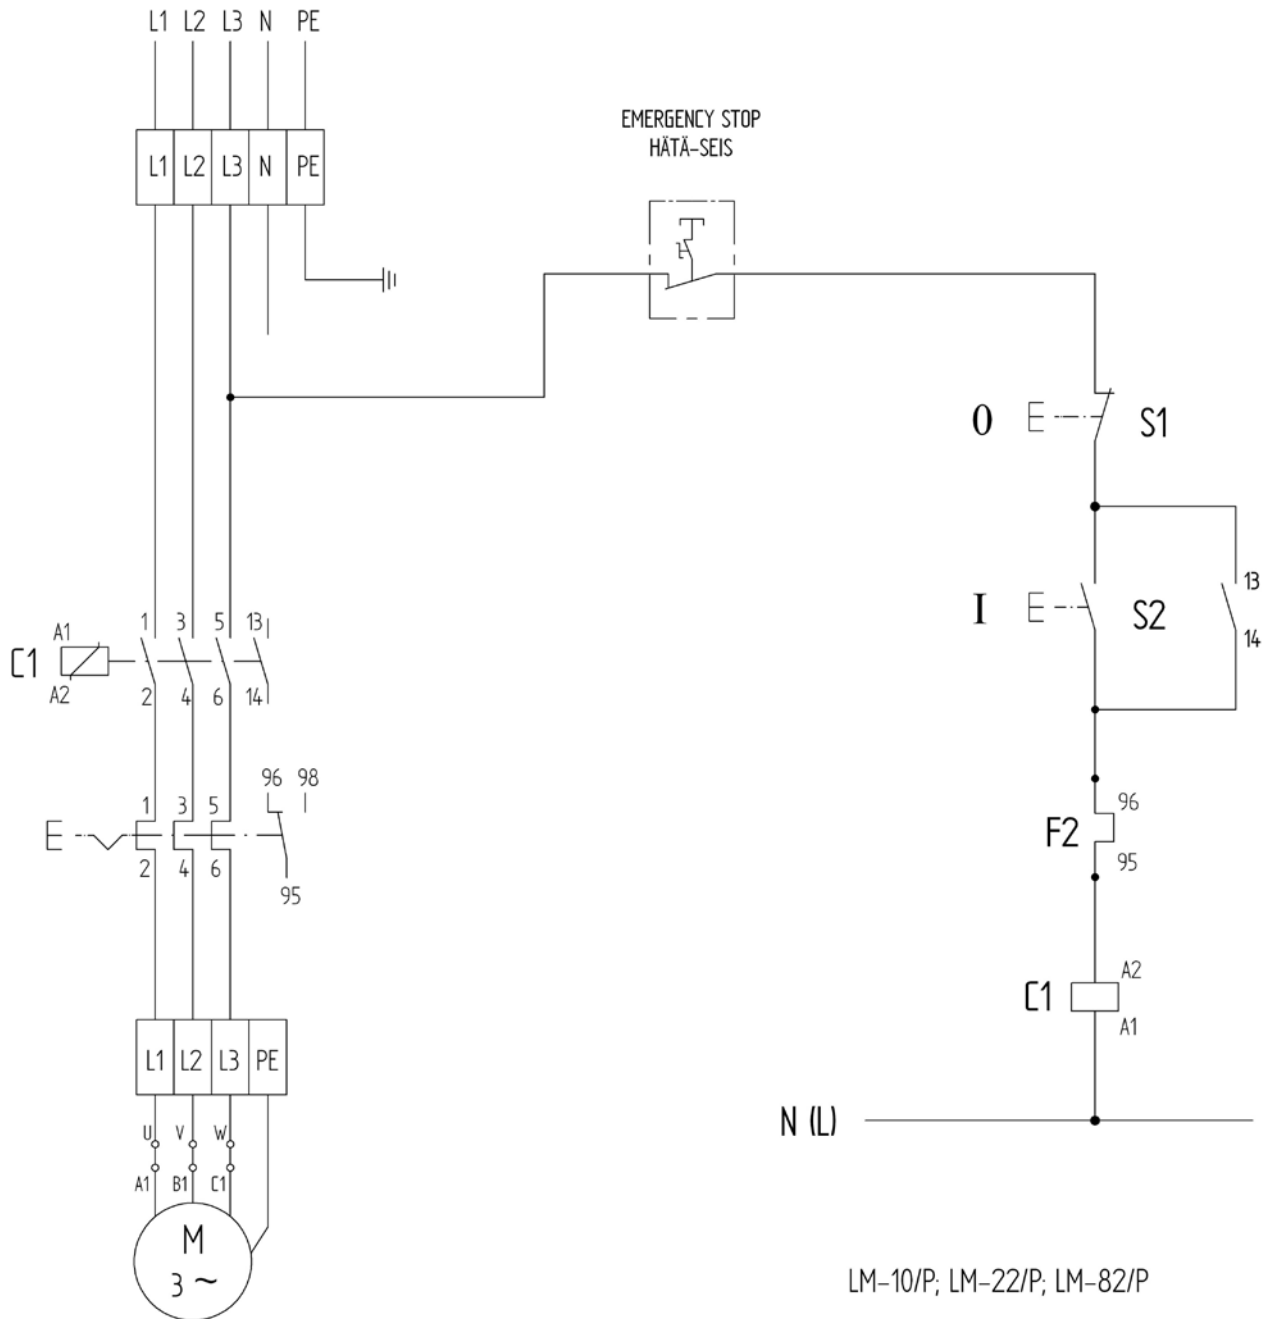 L1 L2 L3 N PE
EMERGENCY STOP
HÄTÄ-SEIS
L1 L2 L3 N PE
0 S1
I S2
13
14
1 3 5 13
A1
C1
A2
2 4 6 14
96 98
1 3 5
2 4 6
95
96
F2
95
A2
C1
A1
L1 L2 L3 PE
N (L)
U V W
A1 B1 C1
M
3 ~
LM-10/P; LM-22/P; LM-82/P